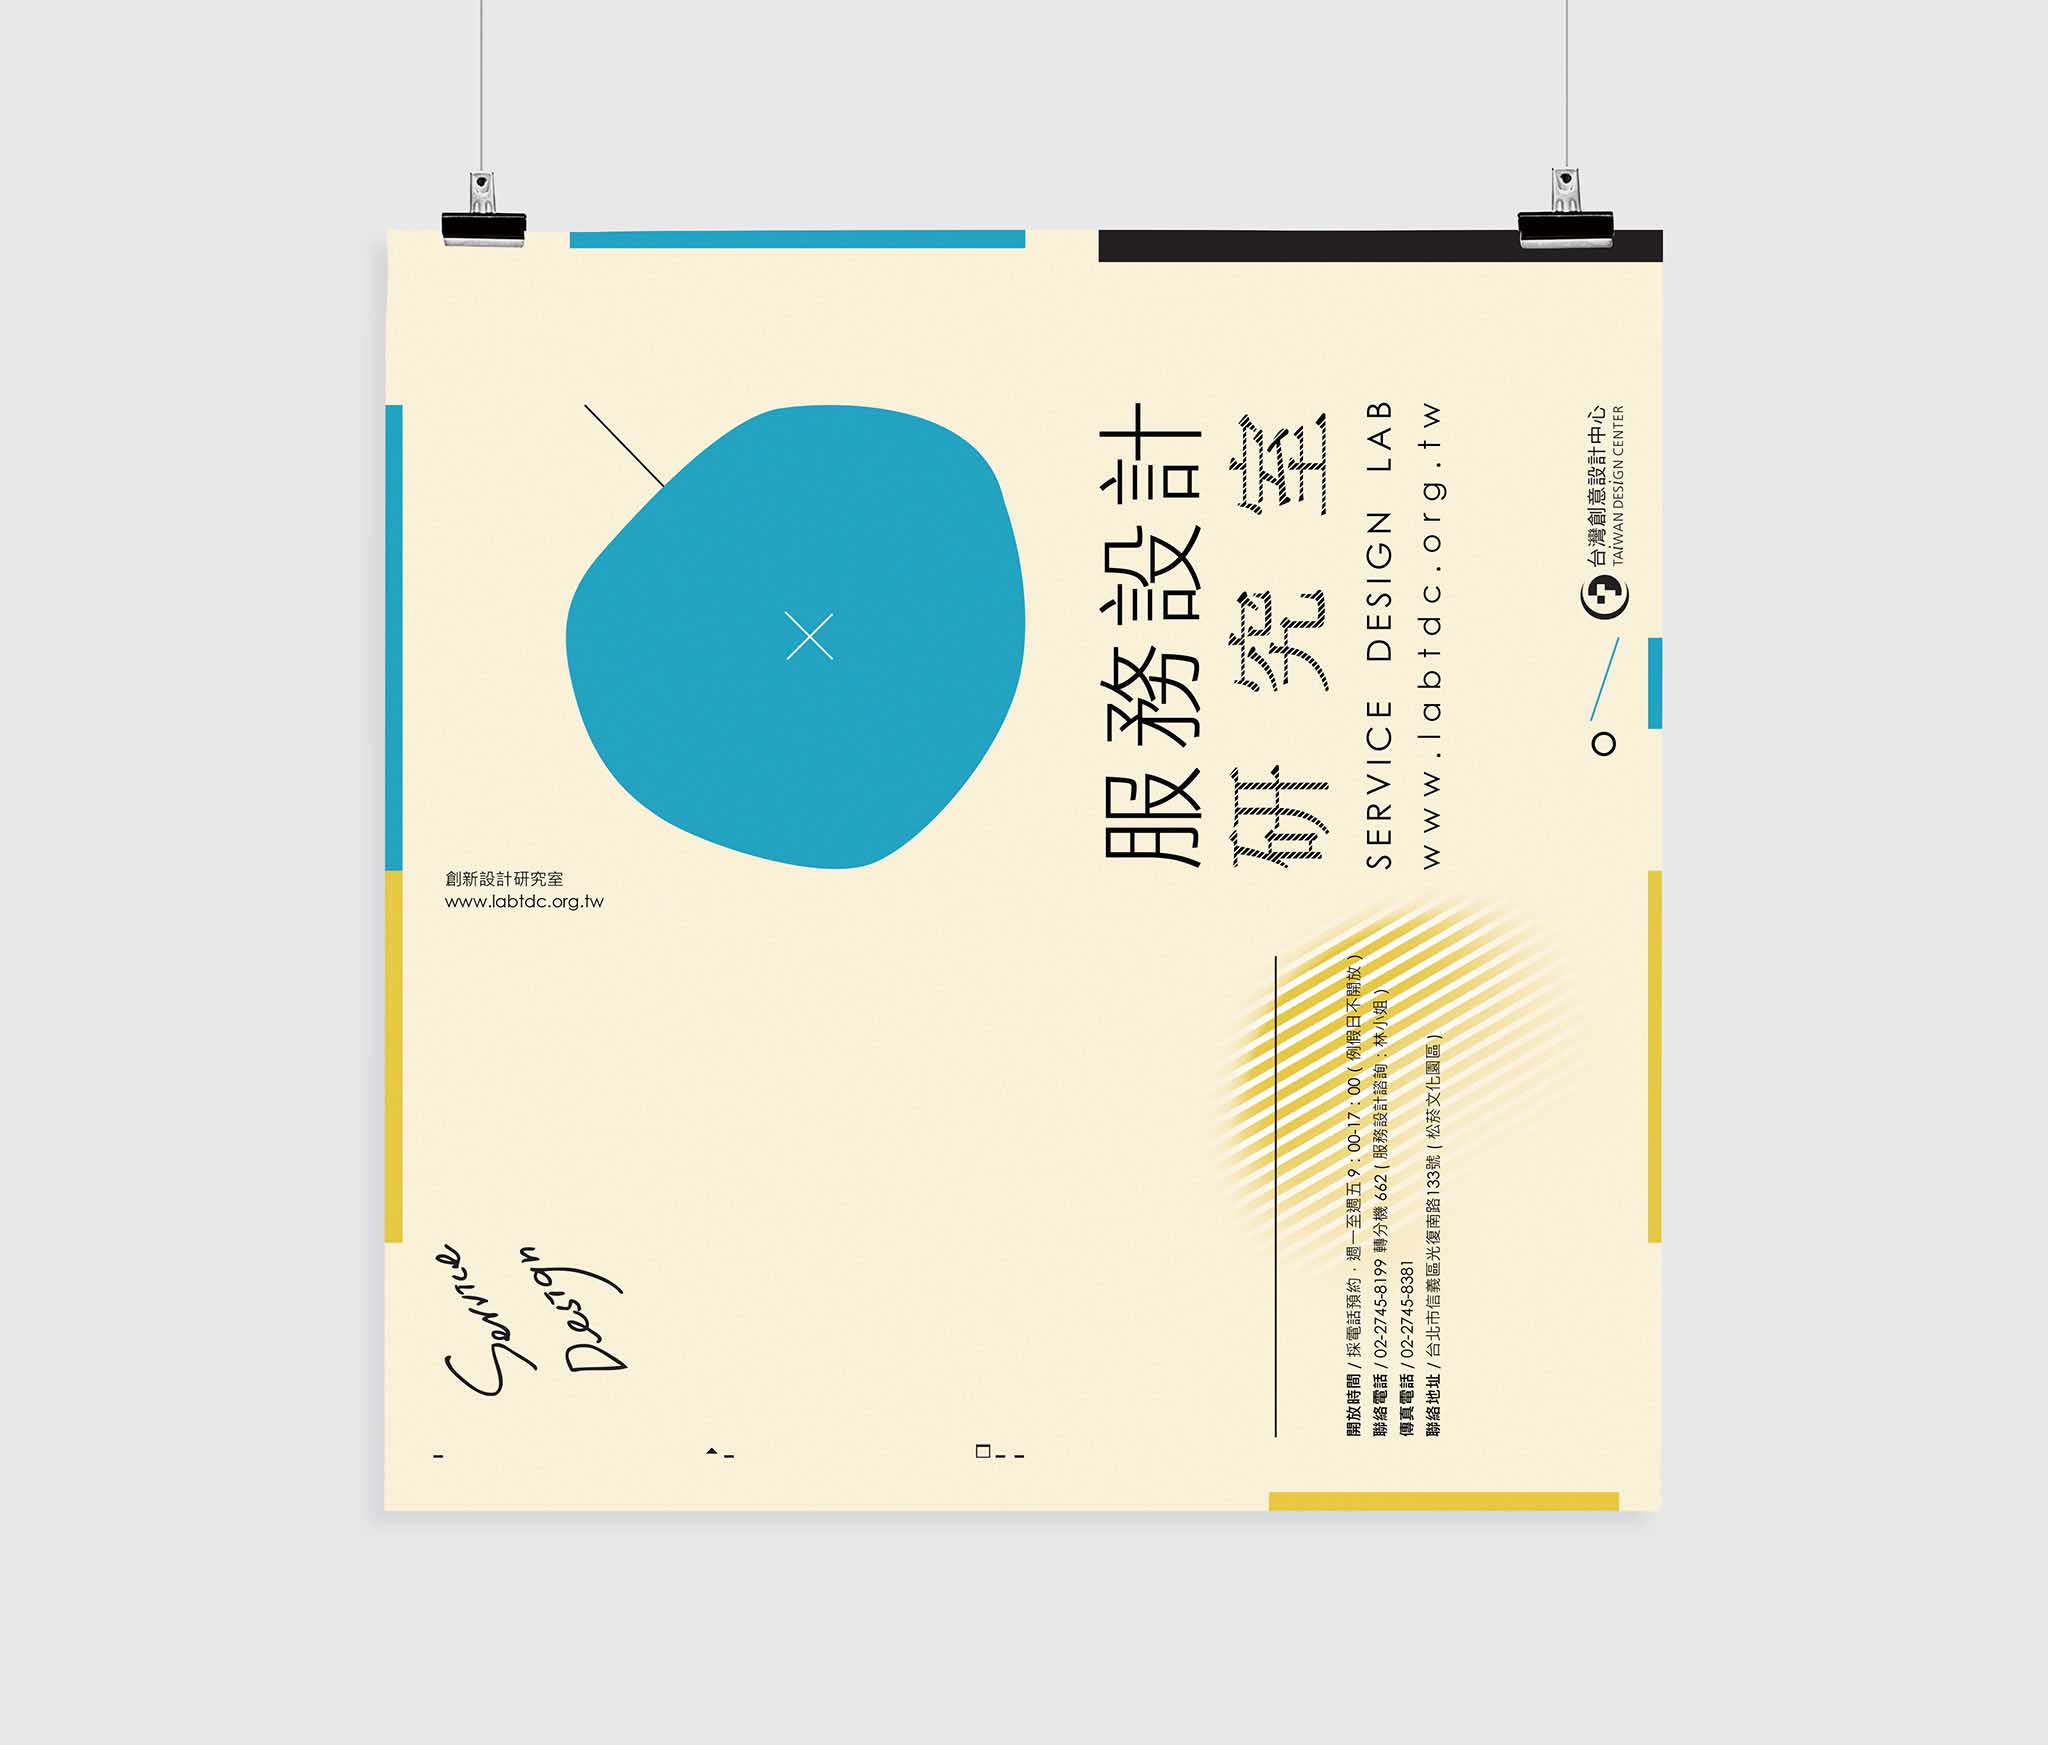 服務設計
研究室
SERVICE DESIGN LAB
www.labtdc.org.tw
台灣創意設計中心
TAiWAN DESiGN CENTER
創新設計研究室
www.labtdc.org.tw
Service
Design
開放時間 / 採電話預約．週一至週五 9：00-17：00 ( 例假日不開放 )
聯絡電話 / 02-2745-8199 轉分機 662 ( 服務設計諮詢：林小姐 )
傳真電話 / 02-2745-8381
聯絡地址 / 台北市信義區光復南路133號 ( 松菸文化園區 )